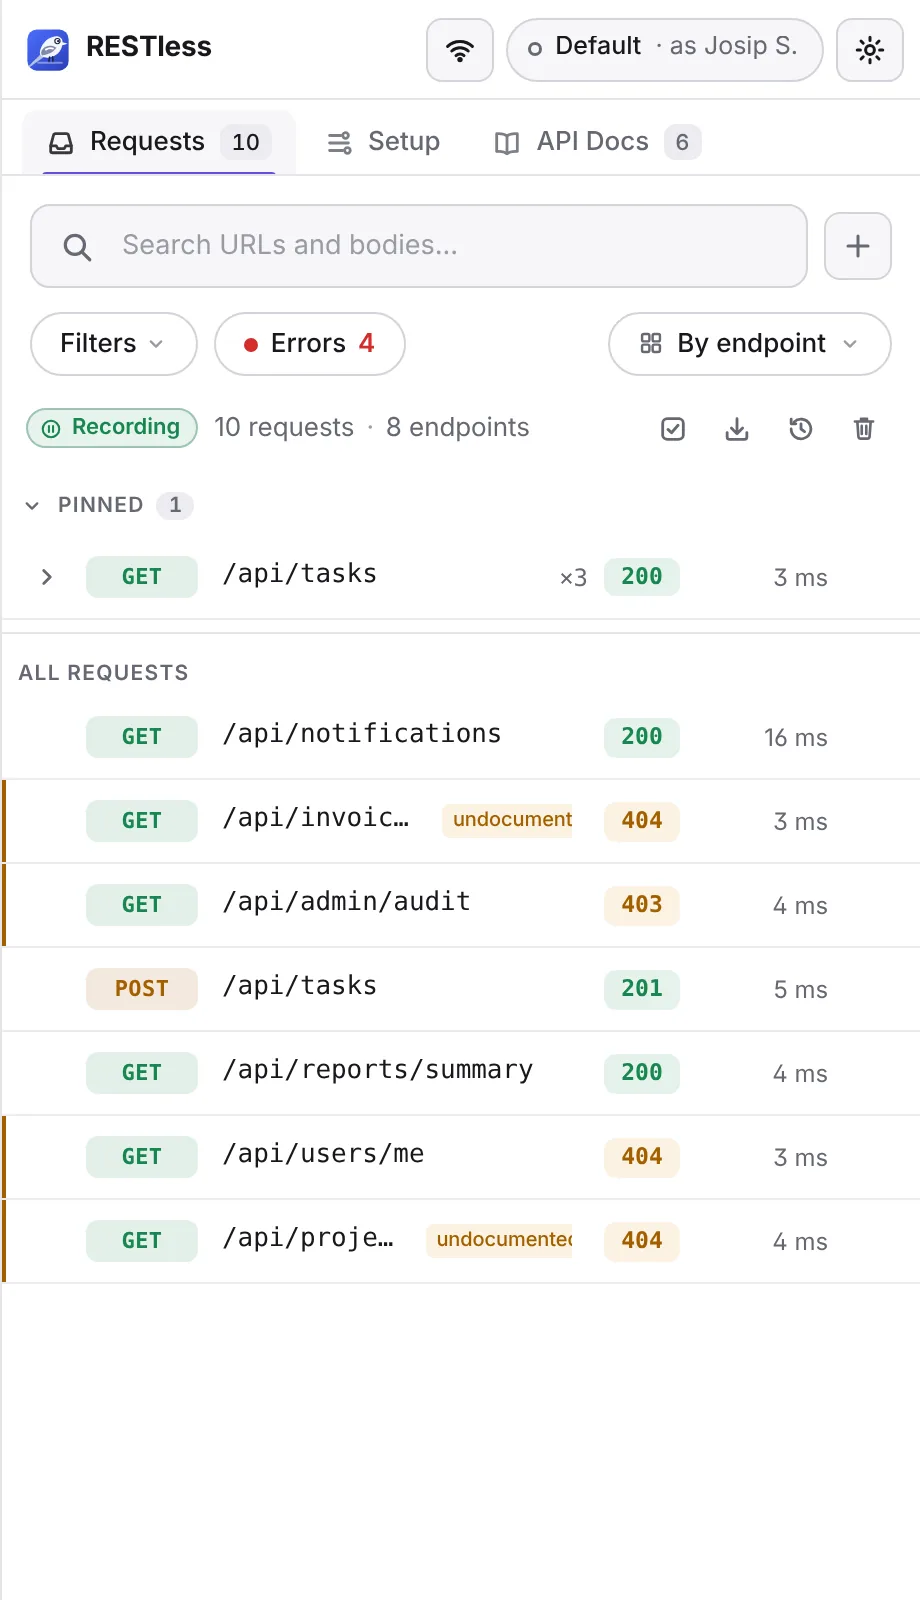 RESTless
Default · as Josip S.
Requests 10
Setup
API Docs 6
Search URLs and bodies...
Filters
Errors 4
By endpoint
Recording
10 requests · 8 endpoints
PINNED 1
GET /api/tasks ×3 200 3 ms
ALL REQUESTS
GET /api/notifications 200 16 ms
GET /api/invoic… undocument 404 3 ms
GET /api/admin/audit 403 4 ms
POST /api/tasks 201 5 ms
GET /api/reports/summary 200 4 ms
GET /api/users/me 404 3 ms
GET /api/proje… undocumented 404 4 ms